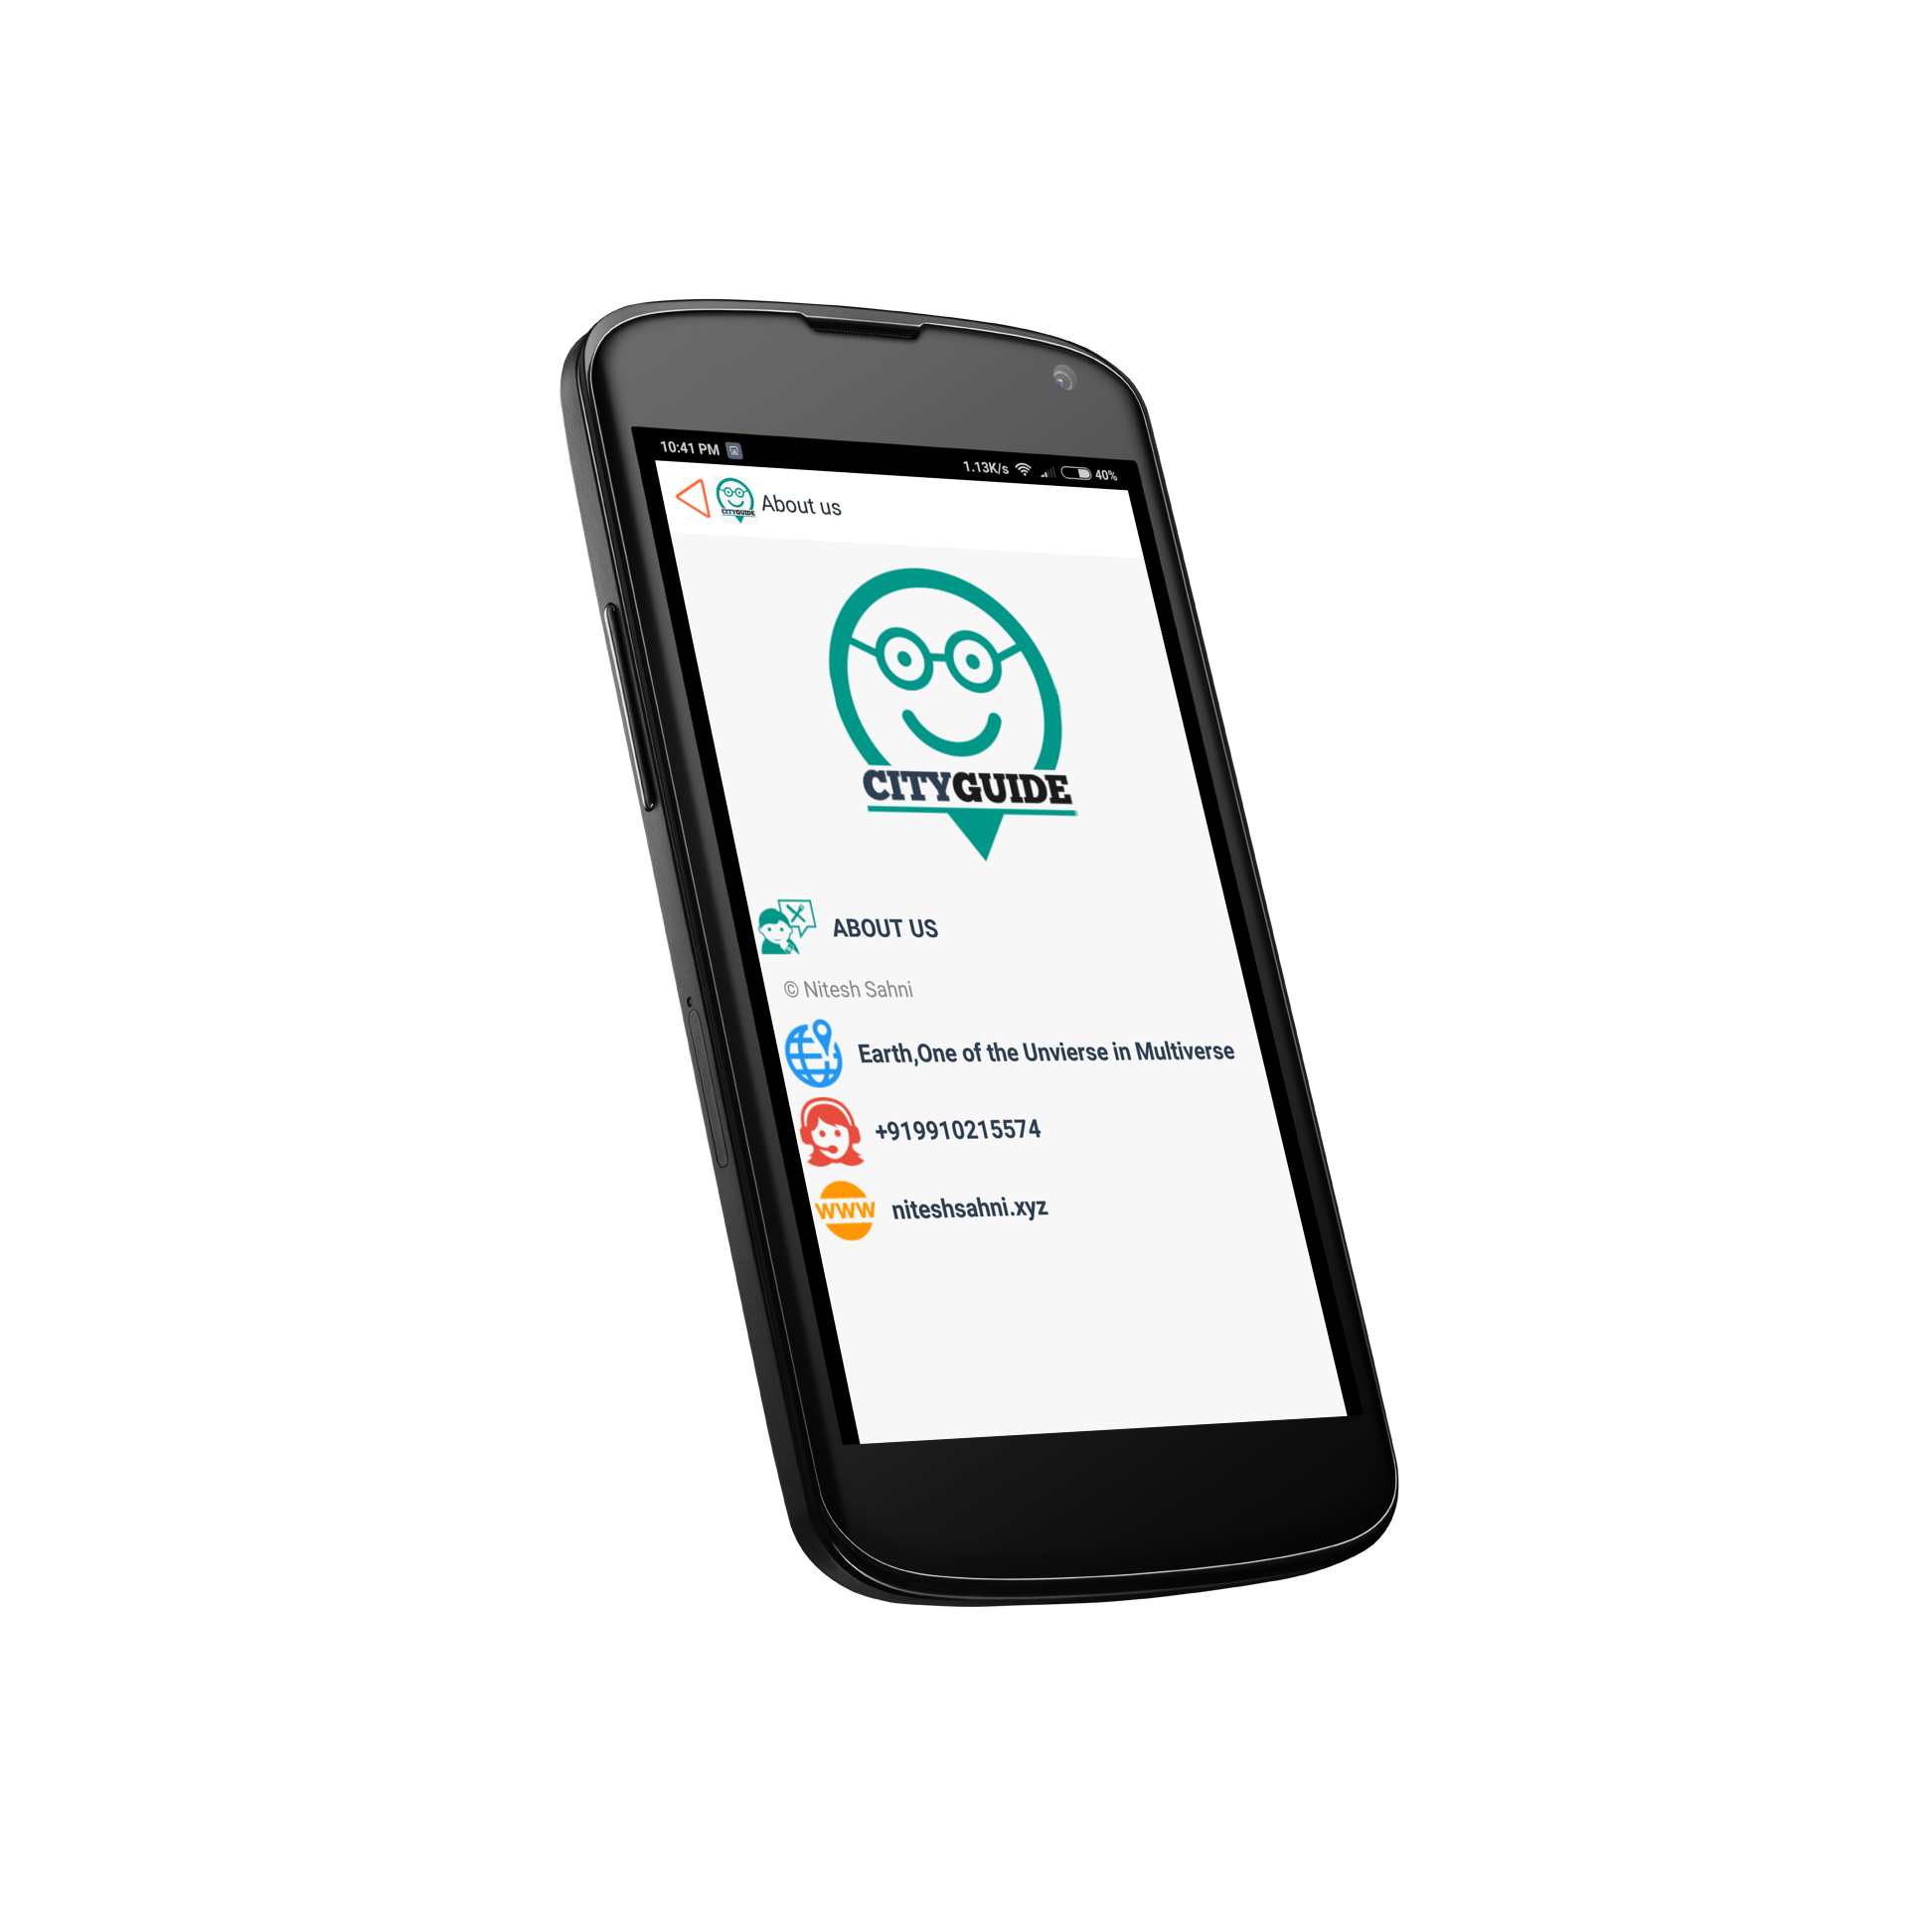 10:41 PM
1.13K/s 40%
CITYGUIDE
About us
CITYGUIDE
ABOUT US
© Nitesh Sahni
Earth,One of the Unvierse in Multiverse
+919910215574
WWW
niteshsahni.xyz